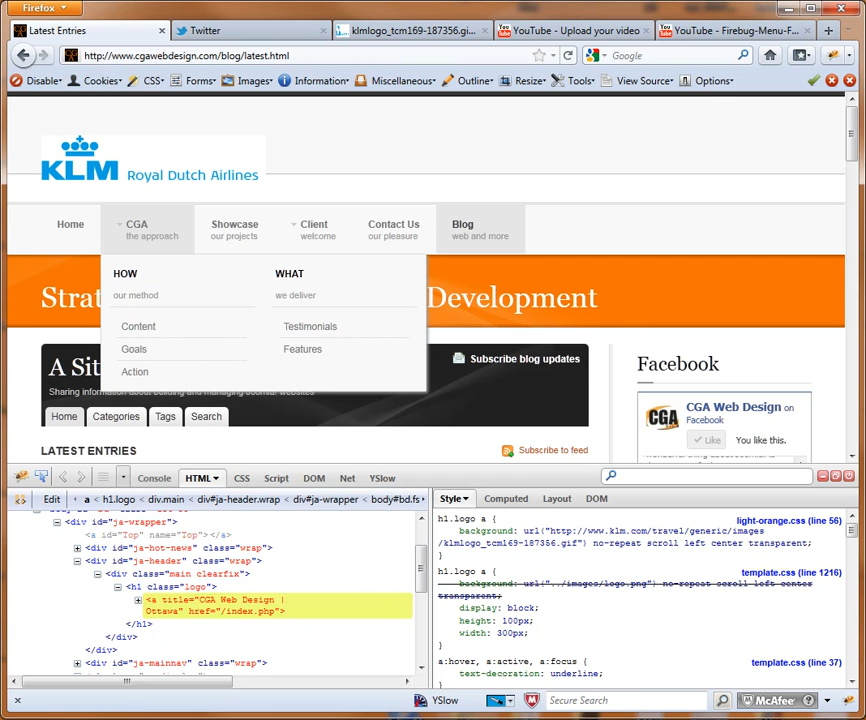 Firefox
Latest Entries
Twitter
klmlogo_tcm169-187356.gi...
YouTube - Upload your video
YouTube - Firebug-Menu-F...
http://www.cgawebdesign.com/blog/latest.html
Google
Disable
Cookies
CSS
Forms
Images
Information
Miscellaneous
Outline
Resize
Tools
View Source
Options
KLM Royal Dutch Airlines
Home
CGA
the approach
Showcase
our projects
Client
welcome
Contact Us
our pleasure
Blog
web and more
HOW
our method
Content
Goals
Action
WHAT
we deliver
Testimonials
Features
Strat
Development
A Sit
Subscribe blog updates
Sharing information about building and managing Joomla! websites
Home
Categories
Tags
Search
LATEST ENTRIES
Subscribe to feed
Facebook
CGA
CGA Web Design on
Facebook
Like
You like this.
Console
HTML
CSS
Script
DOM
Net
YSlow
Edit
a < h1.logo < div.main < div#ja-header.wrap < div#ja-wrapper < body#bd.fs
Style
Computed
Layout
DOM
<div id="ja-wrapper">
<a id="Top" name="Top"></a>
<div id="ja-hot-news" class="wrap">
<div id="ja-header" class="wrap">
<div class="main clearfix">
<h1 class="logo">
<a title="CGA Web Design |
Ottawa" href="/index.php">
</h1>
</div>
</div>
<div id="ja-mainnav" class="wrap">
h1.logo a {
light-orange.css (line 56)
background: url("http://www.klm.com/travel/generic/images
/klmlogo_tcm169-187356.gif") no-repeat scroll left center transparent;
}
h1.logo a {
template.css (line 1216)
background: url("../images/logo.png") no-repeat scroll left center
transparent;
display: block;
height: 100px;
width: 300px;
}
a:hover, a:active, a:focus {
template.css (line 37)
text-decoration: underline;
YSlow
Secure Search
McAfee